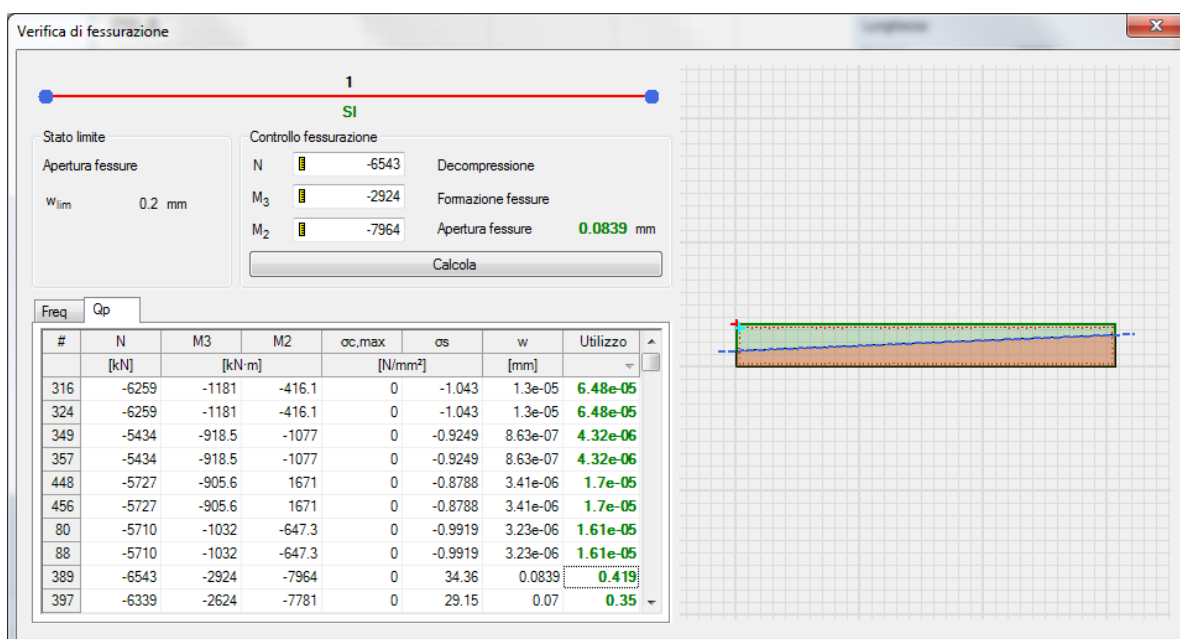 Verifica di fessurazione
1
SI
Stato limite
Apertura fessure
wlim 0.2 mm
Controllo fessurazione
N -6543 Decompressione
M3 -2924 Formazione fessure
M2 -7964 Apertura fessure 0.0839 mm
Calcola
Freq Qp
# N M3 M2 σc,max σs w Utilizzo
[kN] [kN·m] [N/mm²] [mm]
316 -6259 -1181 -416.1 0 -1.043 1.3e-05 6.48e-05
324 -6259 -1181 -416.1 0 -1.043 1.3e-05 6.48e-05
349 -5434 -918.5 -1077 0 -0.9249 8.63e-07 4.32e-06
357 -5434 -918.5 -1077 0 -0.9249 8.63e-07 4.32e-06
448 -5727 -905.6 1671 0 -0.8788 3.41e-06 1.7e-05
456 -5727 -905.6 1671 0 -0.8788 3.41e-06 1.7e-05
80 -5710 -1032 -647.3 0 -0.9919 3.23e-06 1.61e-05
88 -5710 -1032 -647.3 0 -0.9919 3.23e-06 1.61e-05
389 -6543 -2924 -7964 0 34.36 0.0839 0.419
397 -6339 -2624 -7781 0 29.15 0.07 0.35